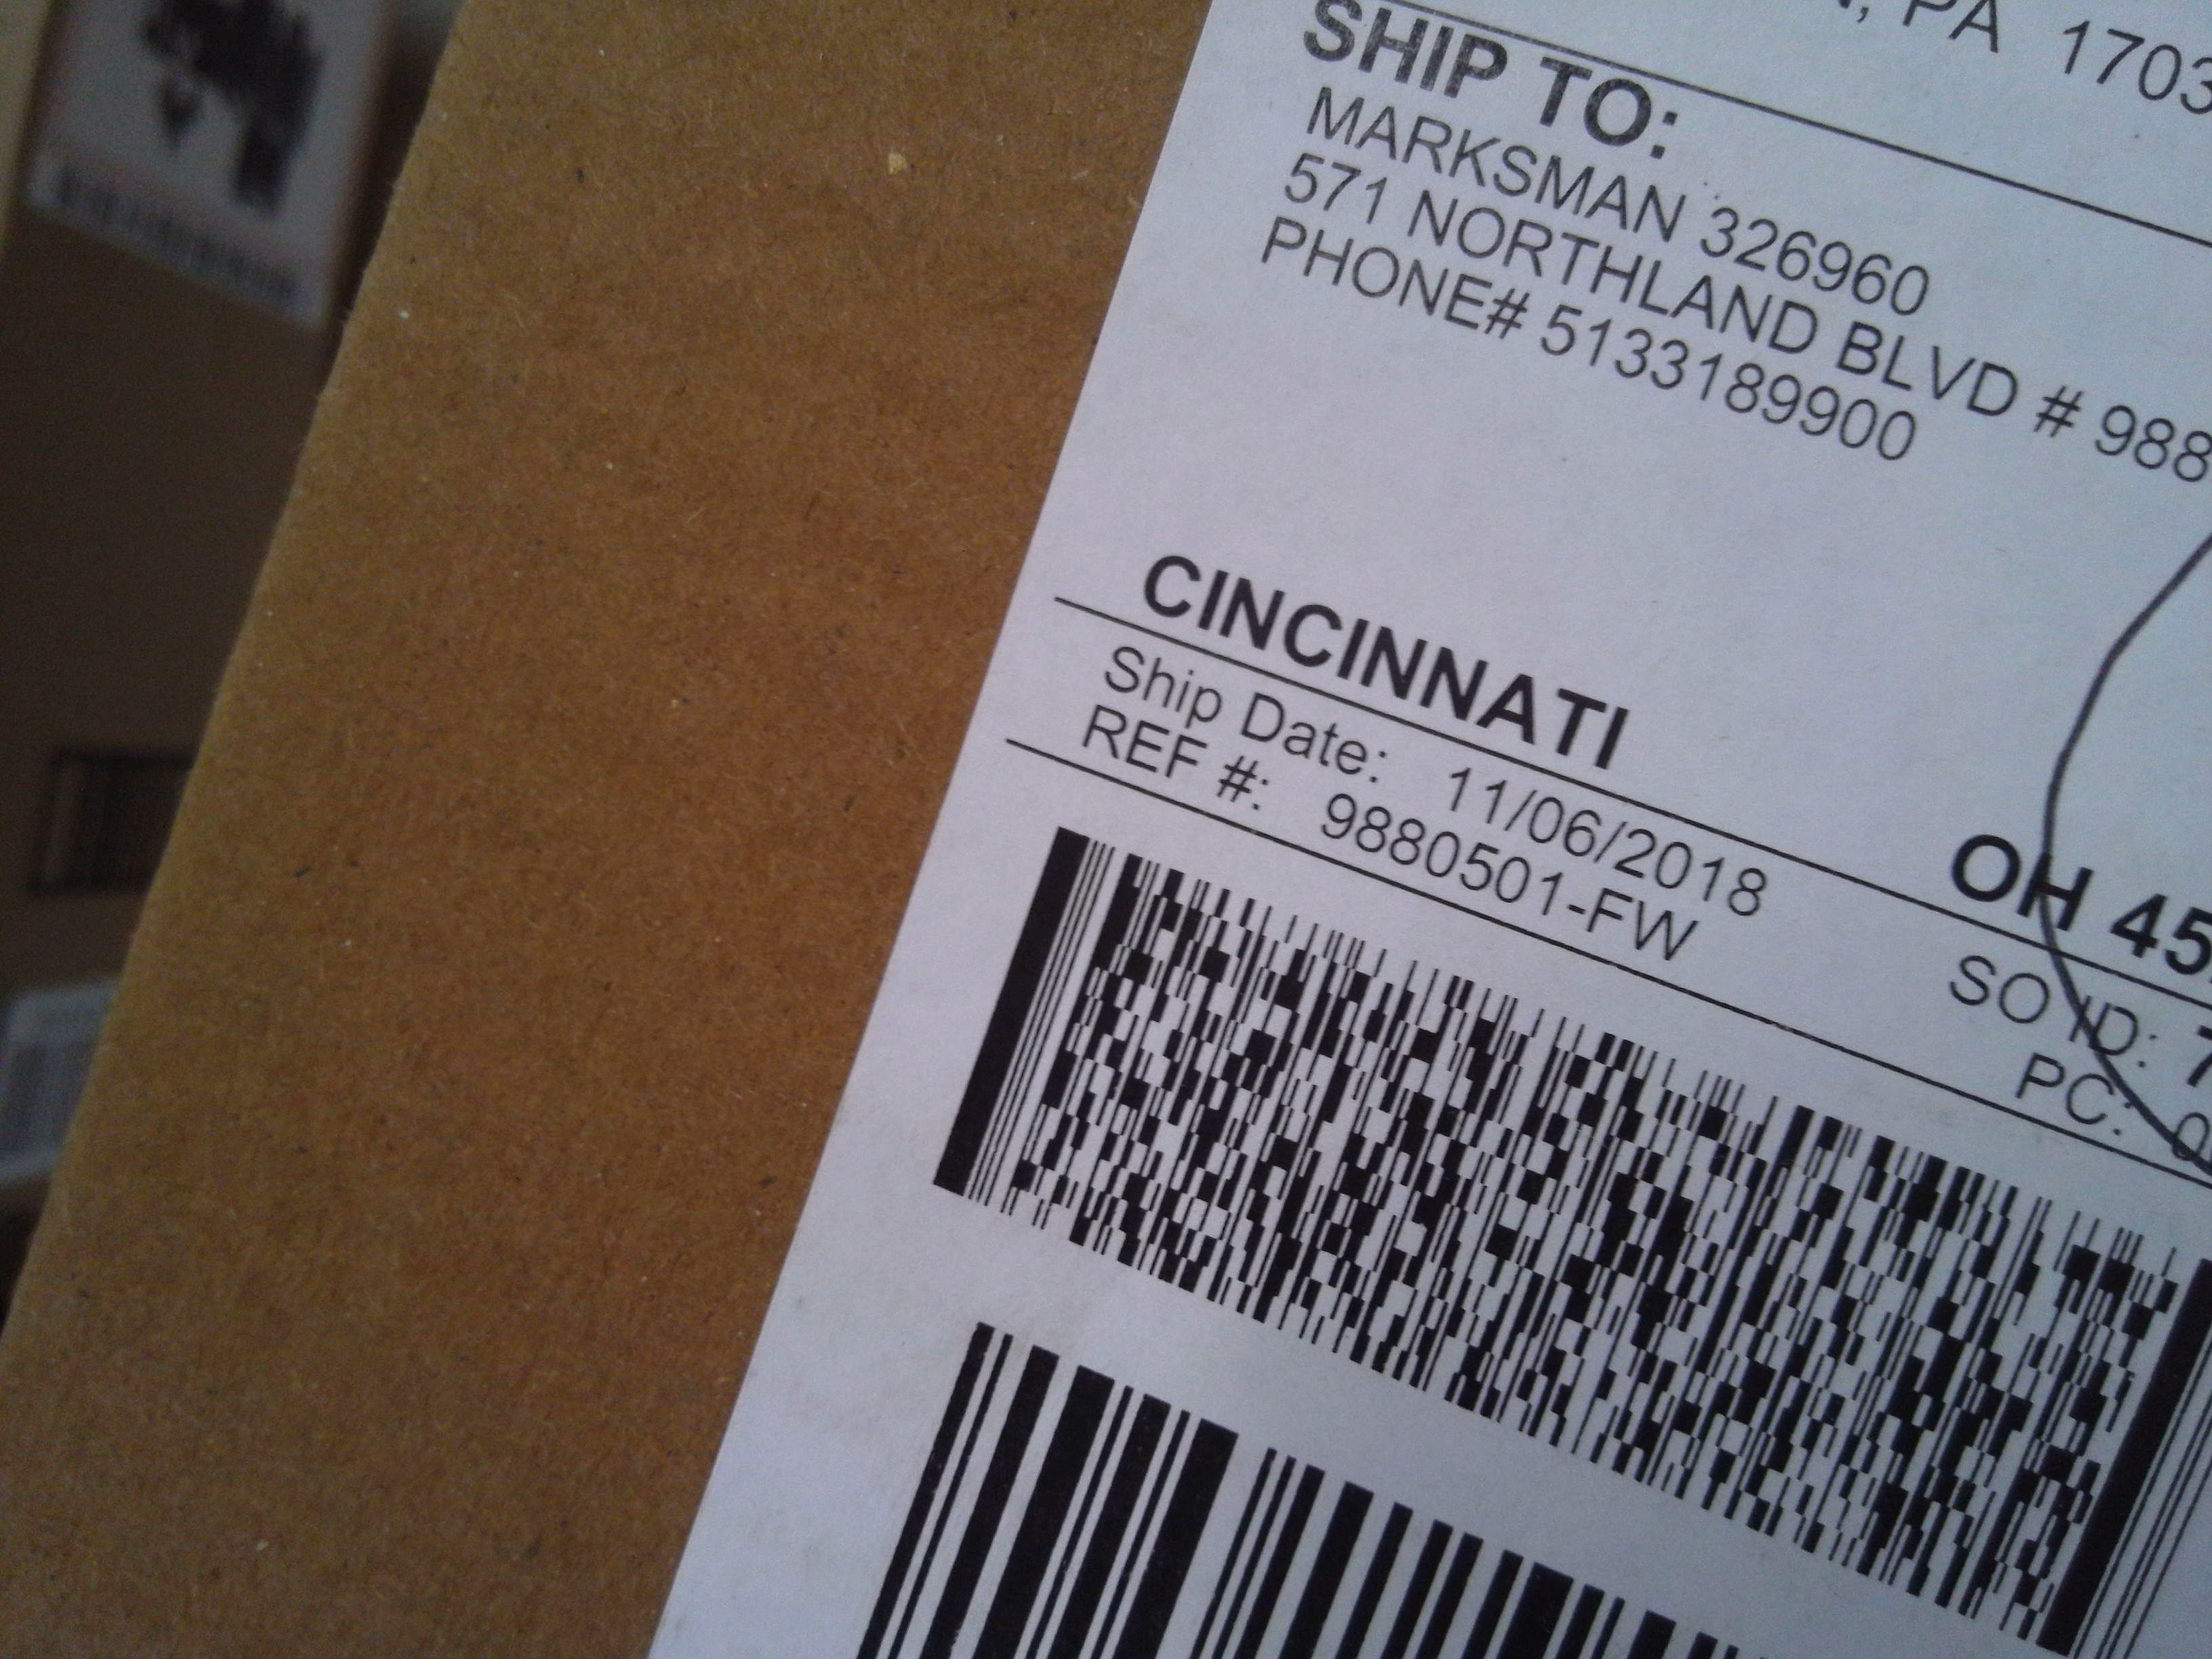 PA 1703
SHIP TO:
MARKSMAN 326960
571 NORTHLAND BLVD # 988
PHONE# 5133189900
CINCINNATI
OH 45
Ship Date: 11/06/2018
SO ID: 7
REF #: 9880501-FW
PC: